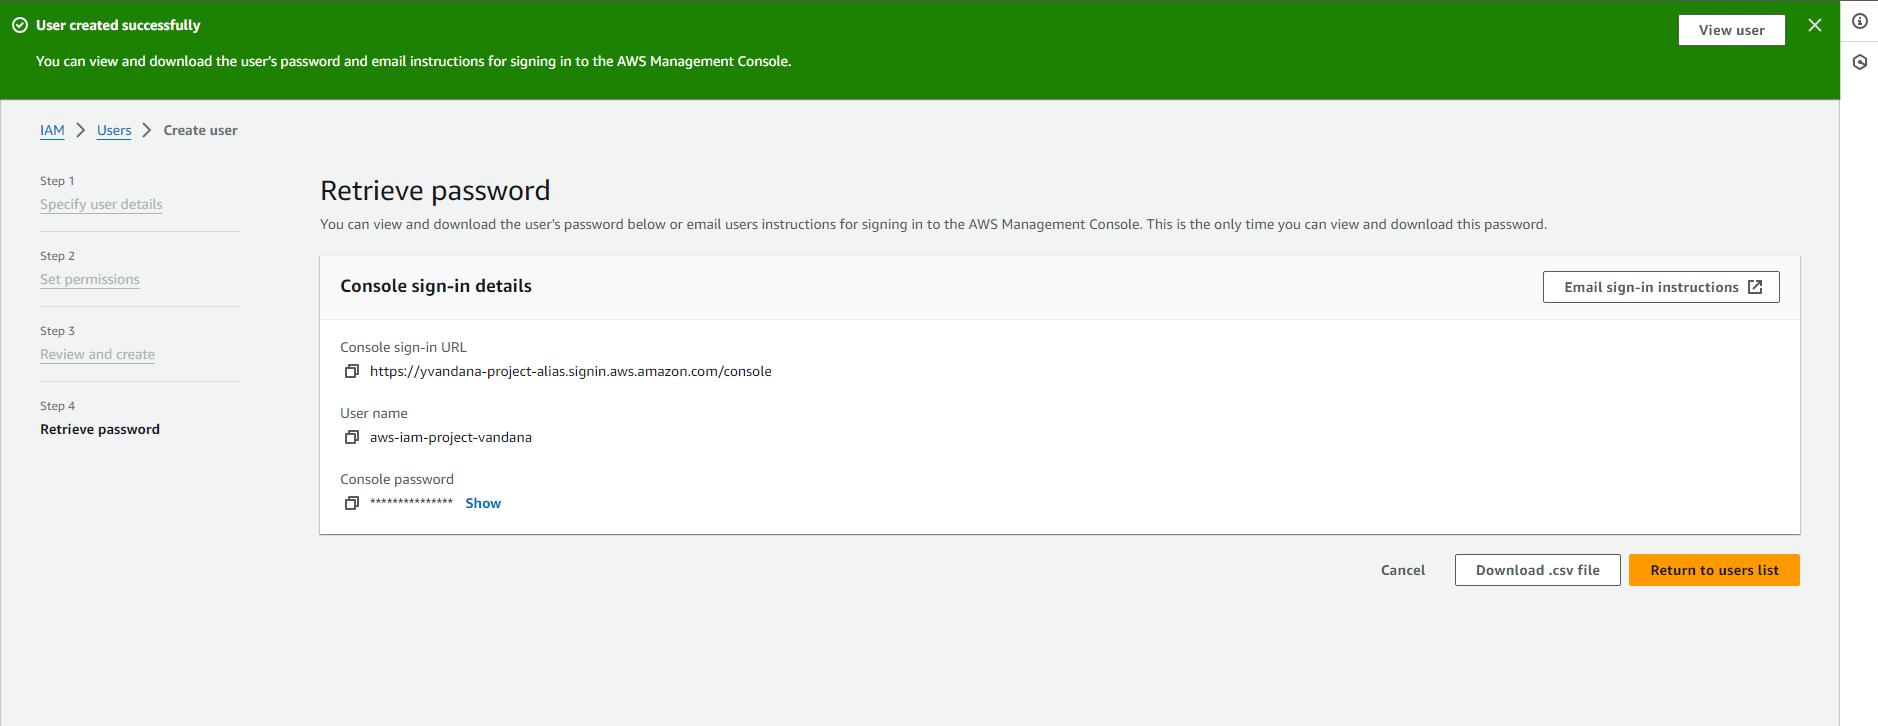 User created successfully
View user
You can view and download the user's password and email instructions for signing in to the AWS Management Console.
IAM
Users
Create user
Step 1
Specify user details
Step 2
Set permissions
Step 3
Review and create
Step 4
Retrieve password
Retrieve password
You can view and download the user's password below or email users instructions for signing in to the AWS Management Console. This is the only time you can view and download this password.
Console sign-in details
Email sign-in instructions
Console sign-in URL
https://yvandana-project-alias.signin.aws.amazon.com/console
User name
aws-iam-project-vandana
Console password
*************** Show
Cancel
Download .csv file
Return to users list